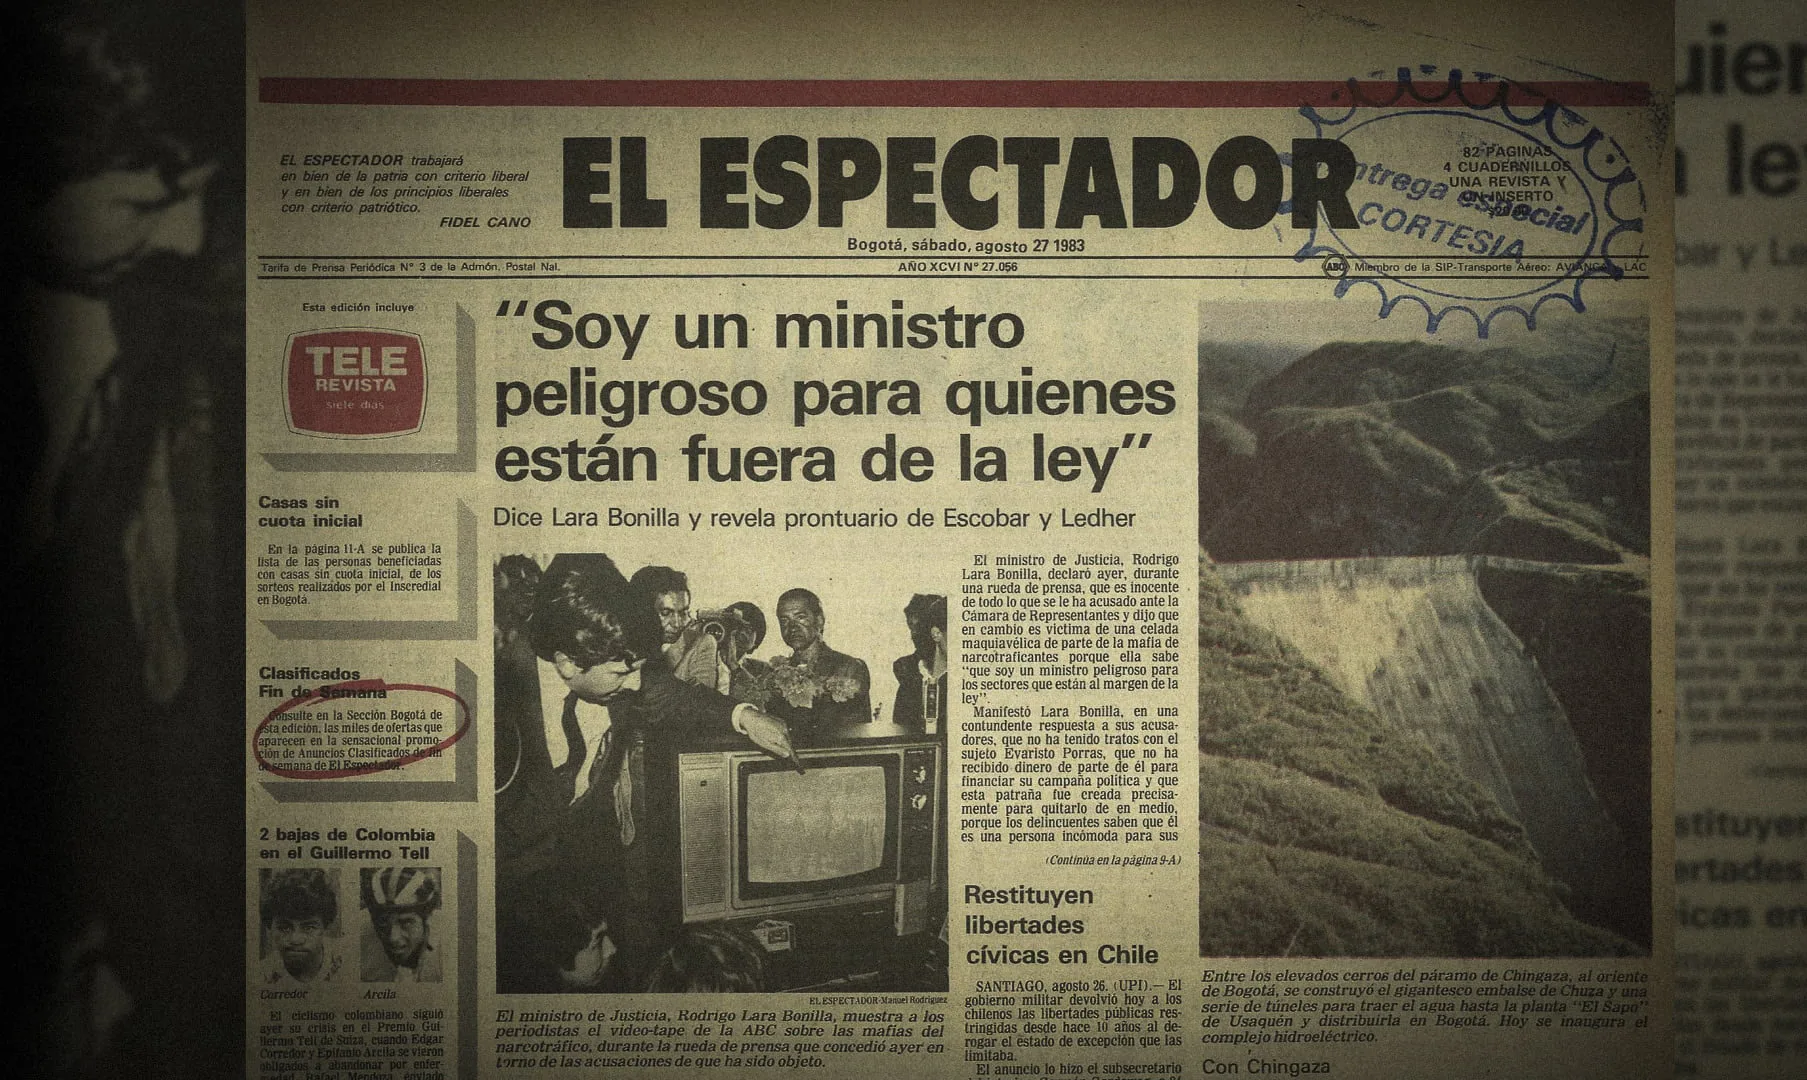 EL ESPECTADOR trabajará
en bien de la patria con criterio liberal
y en bien de los principios liberales
con criterio patriótico.
FIDEL CANO
EL ESPECTADOR
82 PAGINAS
4 CUADERNILLOS
UNA REVISTA Y
UN INSERTO
ntrega especial
CORTESIA
Bogotá, sábado, agosto 27 1983
Tarifa de Prensa Periódica N° 3 de la Admón. Postal Nal.
AÑO XCVI N° 27.056
ABC Miembro de la SIP-Transporte Aéreo: LAC
Esta edición incluye
TELE
REVISTA
siete días
Casas sin
cuota inicial
En la página 11-A se publica la
lista de las personas beneficiadas
con casas sin cuota inicial, de los
sorteos realizados por el Inscredial
en Bogotá.
Clasificados
Fin de Semana
Consulte en la Sección Bogotá de
esta edición, las miles de ofertas que
aparecen en la sensacional promo-
ción de Anuncios Clasificados de fin
de semana de El Espectador.
2 bajas de Colombia
en el Guillermo Tell
Corredor Arcila
El ciclismo colombiano siguió
ayer su crisis en el Premio Gui-
llermo Tell de Suiza, cuando Edgar
Corredor y Epifanio Arcila se vieron
obligados a abandonar por enfer-
medad. Rafael Mendoza, enviado
"Soy un ministro
peligroso para quienes
están fuera de la ley"
Dice Lara Bonilla y revela prontuario de Escobar y Ledher
EL ESPECTADOR-Manuel Rodríguez
El ministro de Justicia, Rodrigo Lara Bonilla, muestra a los
periodistas el video-tape de la ABC sobre las mafias del
narcotráfico, durante la rueda de prensa que concedió ayer en
torno de las acusaciones de que ha sido objeto.
El ministro de Justicia, Rodrigo
Lara Bonilla, declaró ayer, durante
una rueda de prensa, que es inocente
de todo lo que se le ha acusado ante la
Cámara de Representantes y dijo que
en cambio es víctima de una celada
maquiavélica de parte de la mafia de
narcotraficantes porque ella sabe
"que soy un ministro peligroso para
los sectores que están al margen de la
ley".
Manifestó Lara Bonilla, en una
contundente respuesta a sus acusa-
dores, que no ha tenido tratos con el
sujeto Evaristo Porras, que no ha
recibido dinero de parte de él para
financiar su campaña política y que
esta patraña fue creada precisa-
mente para quitarlo de en medio,
porque los delincuentes saben que él
es una persona incómoda para sus
(Continúa en la página 9-A)
Restituyen
libertades
cívicas en Chile
SANTIAGO, agosto 26. (UPI).— El
gobierno militar devolvió hoy a los
chilenos las libertades públicas res-
tringidas desde hace 10 años al de-
rogar el estado de excepción que las
limitaba.
El anuncio lo hizo el subsecretario
Entre los elevados cerros del páramo de Chingaza, al oriente
de Bogotá, se construyó el gigantesco embalse de Chuza y una
serie de túneles para traer el agua hasta la planta "El Sapo"
de Usaquén y distribuirla en Bogotá. Hoy se inaugura el
complejo hidroeléctrico.
Con Chingaza